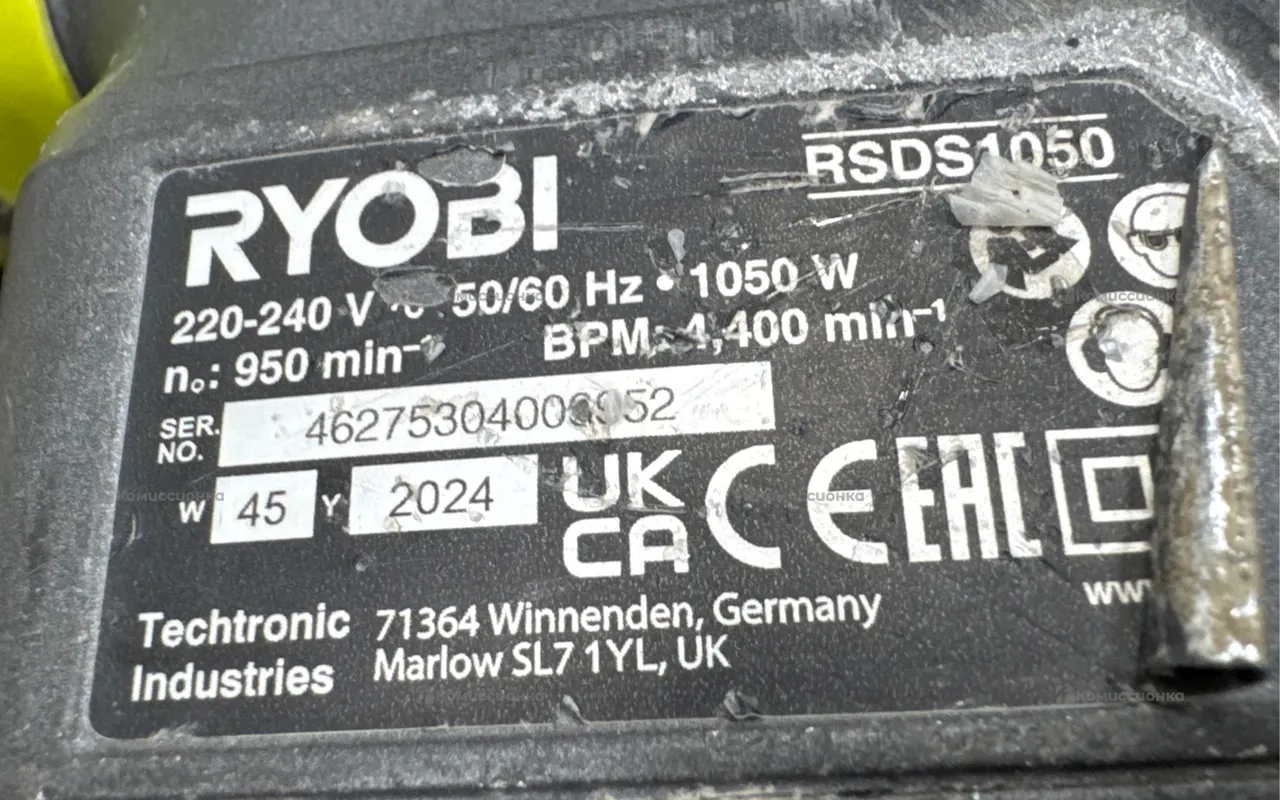 RYOBI
RSDS1050
220-240 V ~ 50/60 Hz • 1050 W
n₀: 950 min⁻¹ BPM: 4,400 min⁻¹
SER. NO.
W 45 Y 2024
UK CA CE EAC
Techtronic Industries
71364 Winnenden, Germany
Marlow SL7 1YL, UK
Комиссионка